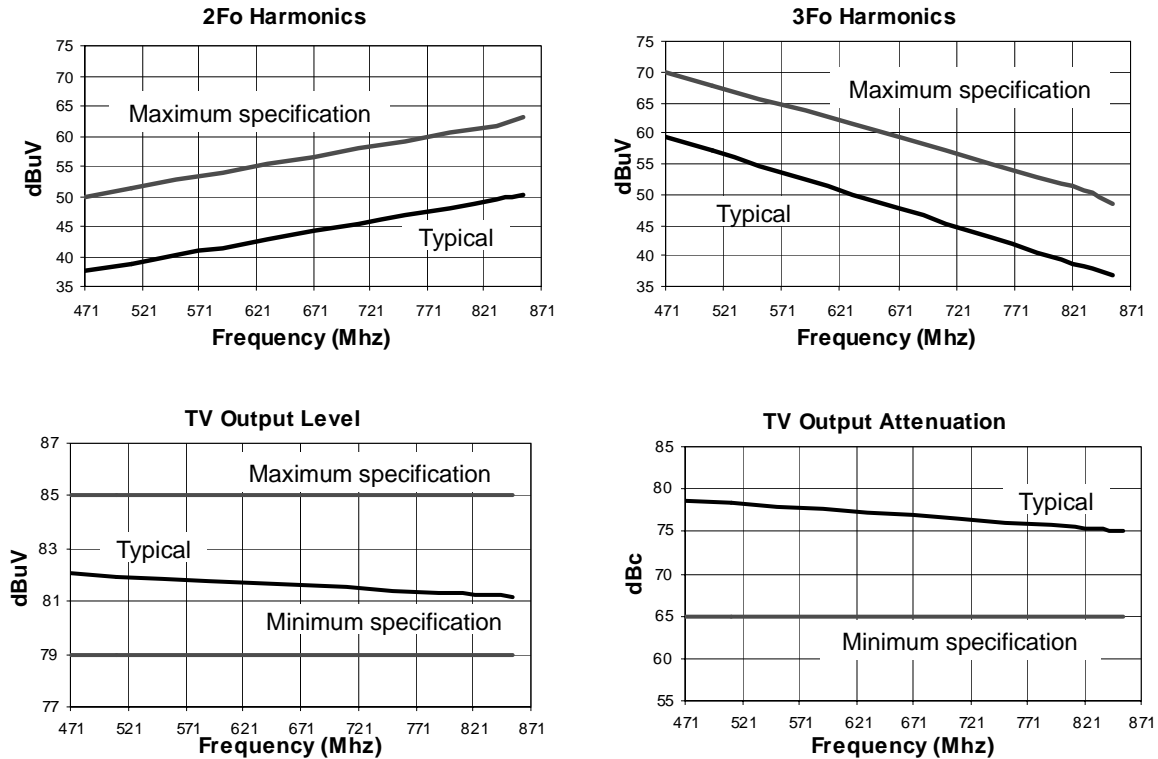 2Fo Harmonics
75
70
65
60
55
50
45
40
35
dBuV
Maximum specification
Typical
471 521 571 621 671 721 771 821 871
Frequency (Mhz)
3Fo Harmonics
75
70
65
60
55
50
45
40
35
dBuV
Maximum specification
Typical
471 521 571 621 671 721 771 821 871
Frequency (Mhz)
TV Output Level
87
85
83
81
79
77
dBuV
Maximum specification
Typical
Minimum specification
471 521 571 621 671 721 771 821 871
Frequency (Mhz)
TV Output Attenuation
85
80
75
70
65
60
55
dBc
Typical
Minimum specification
471 521 571 621 671 721 771 821 871
Frequency (Mhz)